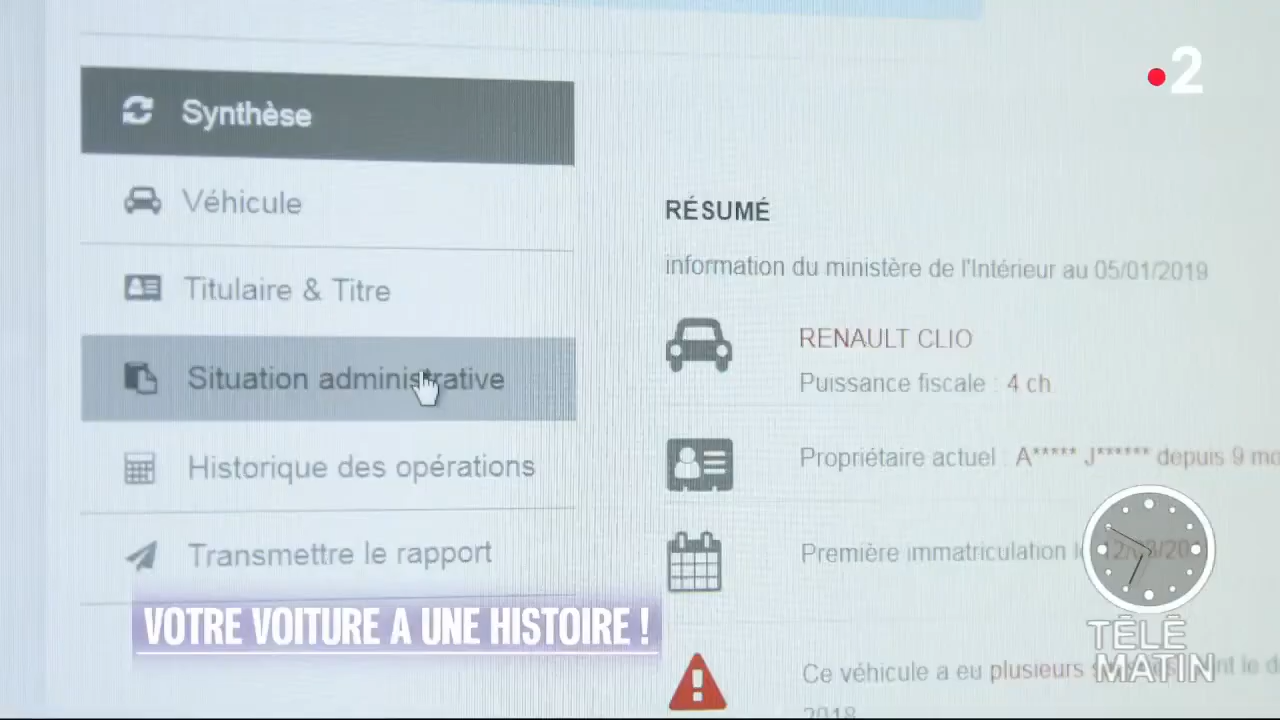 2
Synthèse
Véhicule
Titulaire & Titre
Situation administrative
Historique des opérations
Transmettre le rapport
RÉSUMÉ
information du ministère de l'Intérieur au 05/01/2019
RENAULT CLIO
Puissance fiscale : 4 ch
Propriétaire actuel : A***** J****** depuis 9
Première immatriculation
Ce véhicule a eu plusieurs
2018
VOTRE VOITURE A UNE HISTOIRE !
TÉLÉ
MATIN